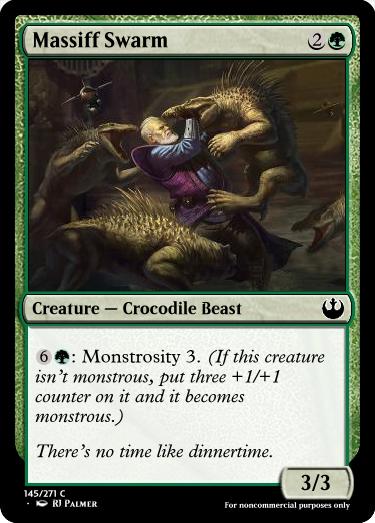 Massiff Swarm 2
Creature — Crocodile Beast
6 : Monstrosity 3. (If this creature
isn't monstrous, put three +1/+1
counter on it and it becomes
monstrous.)
There's no time like dinnertime.
3/3
145/271 C
· RJ Palmer
For noncommercial purposes only